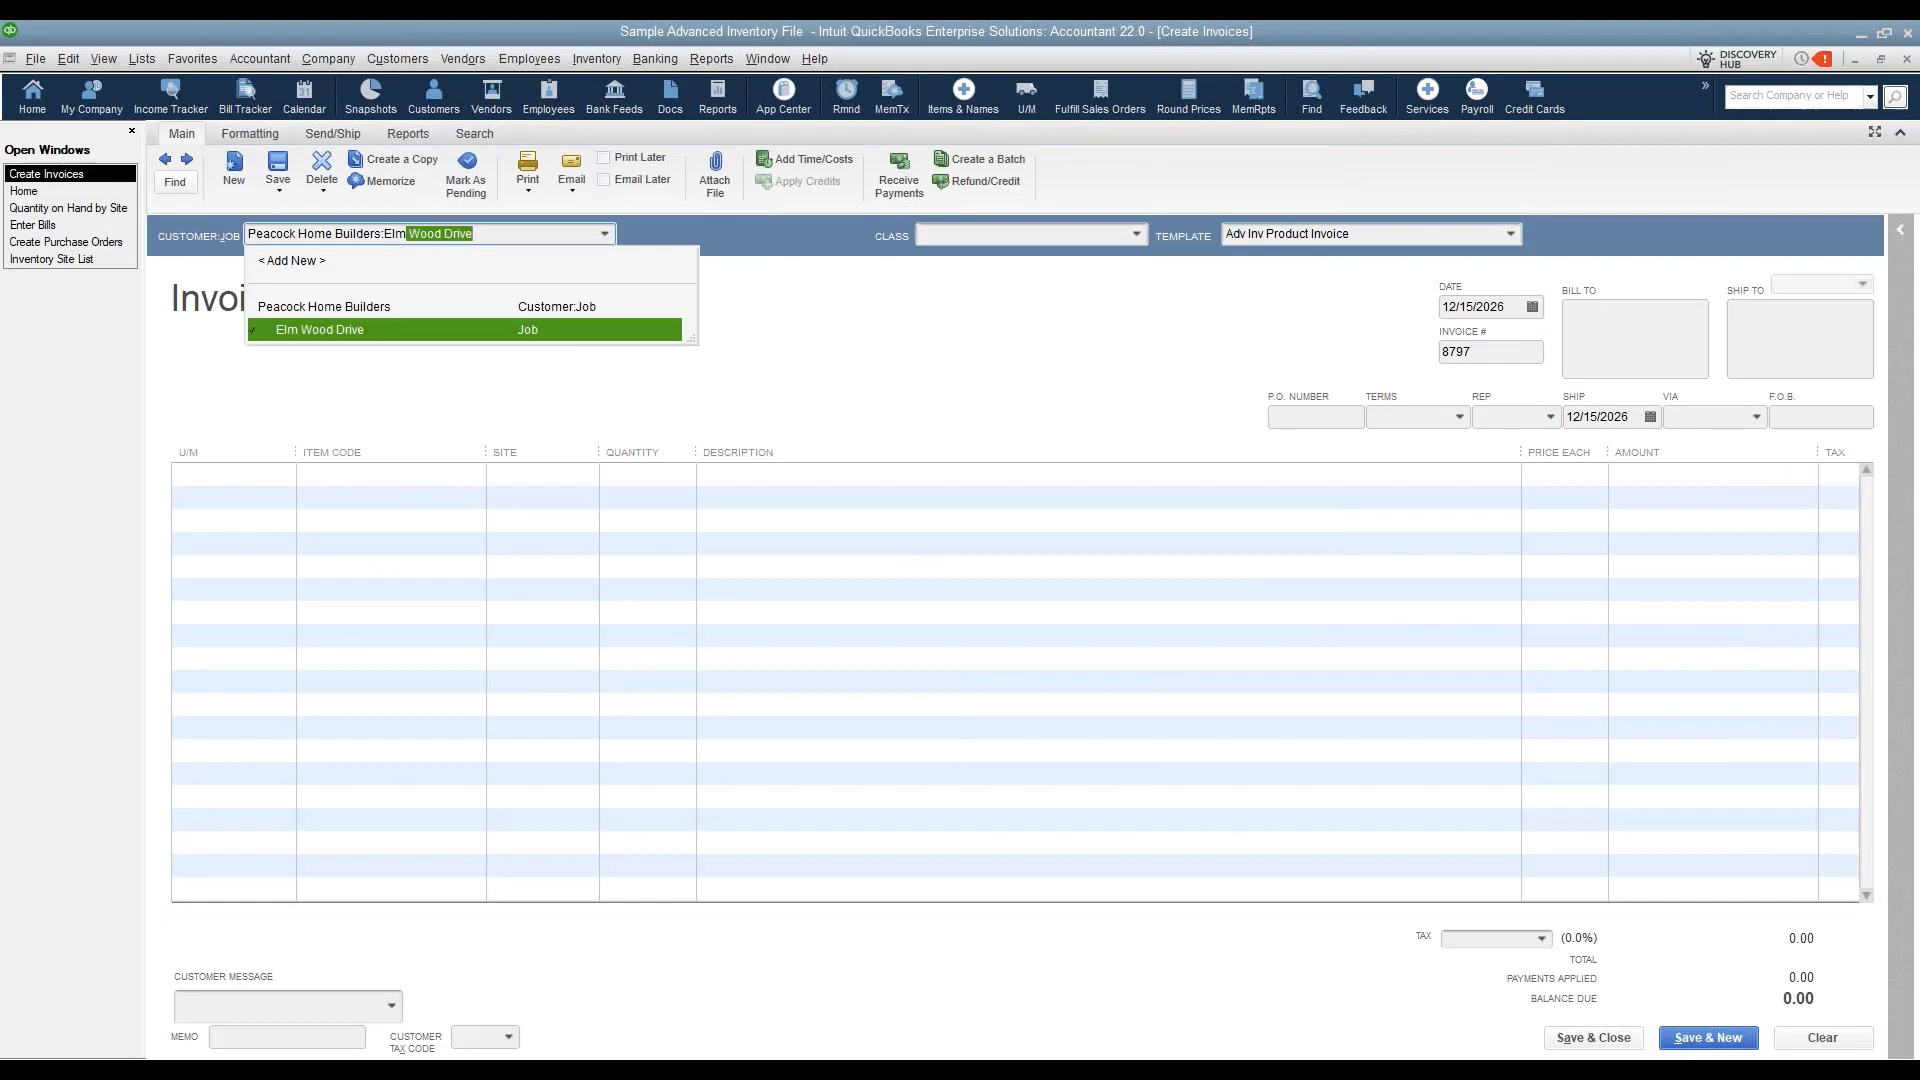 Sample Advanced Inventory File - Intuit QuickBooks Enterprise Solutions: Accountant 22.0 - [Create Invoices]
File Edit View Lists Favorites Accountant Company Customers Vendors Employees Inventory Banking Reports Window Help
DISCOVERY HUB
Home My Company Income Tracker Bill Tracker Calendar Snapshots Customers Vendors Employees Bank Feeds Docs Reports App Center Rmnd MemTx Items & Names U/M Fulfill Sales Orders Round Prices MemRpts Find Feedback Services Payroll Credit Cards
Search Company or Help
Open Windows
Create Invoices
Home
Quantity on Hand by Site
Enter Bills
Create Purchase Orders
Inventory Site List
Main Formatting Send/Ship Reports Search
Find
New
Save
Delete
Create a Copy
Memorize
Mark As Pending
Print
Email
Print Later
Email Later
Attach File
Add Time/Costs
Apply Credits
Receive Payments
Create a Batch
Refund/Credit
CUSTOMER:JOB Peacock Home Builders:Elm Wood Drive
CLASS
TEMPLATE Adv Inv Product Invoice
< Add New >
Peacock Home Builders Customer:Job
Elm Wood Drive Job
Invoi
DATE
12/15/2026
INVOICE #
8797
BILL TO
SHIP TO
P.O. NUMBER TERMS REP SHIP VIA F.O.B.
12/15/2026
U/M ITEM CODE SITE QUANTITY DESCRIPTION PRICE EACH AMOUNT TAX
TAX (0.0%) 0.00
TOTAL
PAYMENTS APPLIED 0.00
BALANCE DUE 0.00
CUSTOMER MESSAGE
MEMO
CUSTOMER TAX CODE
Save & Close Save & New Clear